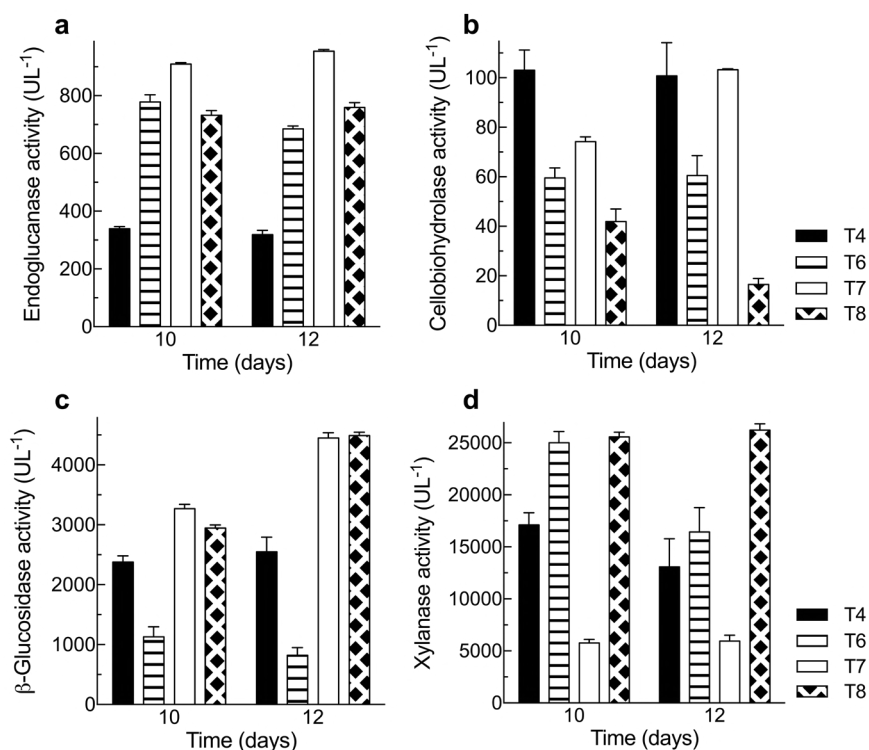 a
Endoglucanase activity (UL-1)
800
600
400
200
0
10 12
Time (days)
b
Cellobiohydrolase activity (UL-1)
100
80
60
40
20
0
10 12
Time (days)
T4
T6
T7
T8
c
β-Glucosidase activity (UL-1)
4000
3000
2000
1000
0
10 12
Time (days)
d
Xylanase activity (UL-1)
25000
20000
15000
10000
5000
0
10 12
Time (days)
T4
T6
T7
T8